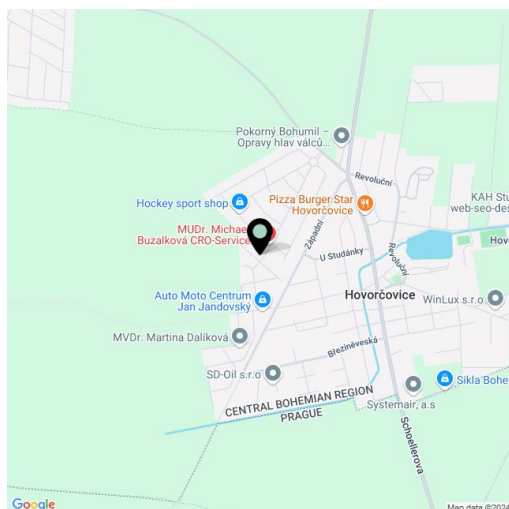 Pokorný Bohumil –
Opravy hlav válců...
Revoluční
KAH Stu
web-seo-des
Hockey sport shop
Pizza Burger Star
Hovorčovice
MUDr. Michae
Buzalková CRO-Service
Západní
U Studánky
Revoluční
Hov
Auto Moto Centrum
Jan Jandovský
Hovorčovice
WinLux s.r.o
MVDr. Martina Dalíková
Březiněveská
SD-Oil s.r.o
Sikla Bohe
CENTRAL BOHEMIAN REGION
PRAGUE
Systemair, a.s
Schoellerova
Google
Map data ©2024